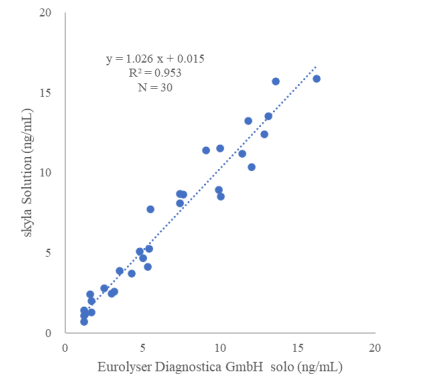 20
y = 1.026 x + 0.015
R² = 0.953
N = 30
15
skyla Solution (ng/mL)
10
5
0
0 5 10 15 20
Eurolyser Diagnostica GmbH solo (ng/mL)